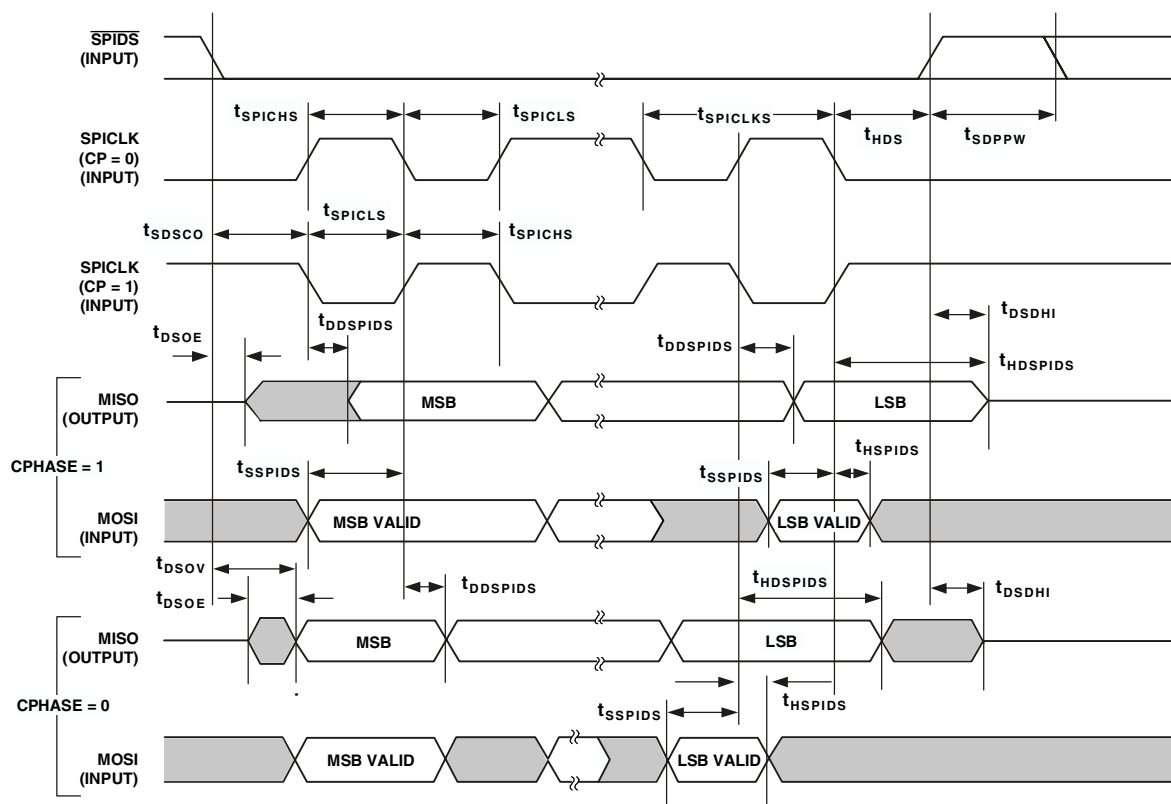 SPIDS
(INPUT)
tSPICHS
tSPICLS
tSPICLKS
tHDS
tSDPPW
SPICLK
(CP = 0)
(INPUT)
tSDSCO
tSPICLS
tSPICHS
SPICLK
(CP = 1)
(INPUT)
tDSOE
tDDSPIDS
tDDSPIDS
tDSDHI
tHDSPIDS
CPHASE = 1
MISO
(OUTPUT)
MSB
LSB
tSSPIDS
tSSPIDS
tHSPIDS
MOSI
(INPUT)
MSB VALID
LSB VALID
tDSOV
tDSOE
tDDSPIDS
tHDSPIDS
tDSDHI
CPHASE = 0
MISO
(OUTPUT)
MSB
LSB
tSSPIDS
tHSPIDS
MOSI
(INPUT)
MSB VALID
LSB VALID